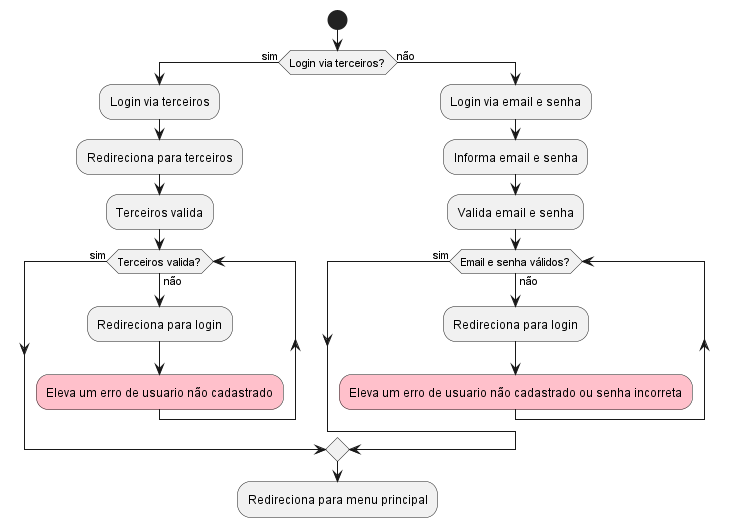 sim
Login via terceiros?
não
Login via terceiros
Login via email e senha
Redireciona para terceiros
Informa email e senha
Terceiros valida
Valida email e senha
sim
Terceiros valida?
sim
Email e senha válidos?
não
não
Redireciona para login
Redireciona para login
Eleva um erro de usuario não cadastrado
Eleva um erro de usuario não cadastrado ou senha incorreta
Redireciona para menu principal